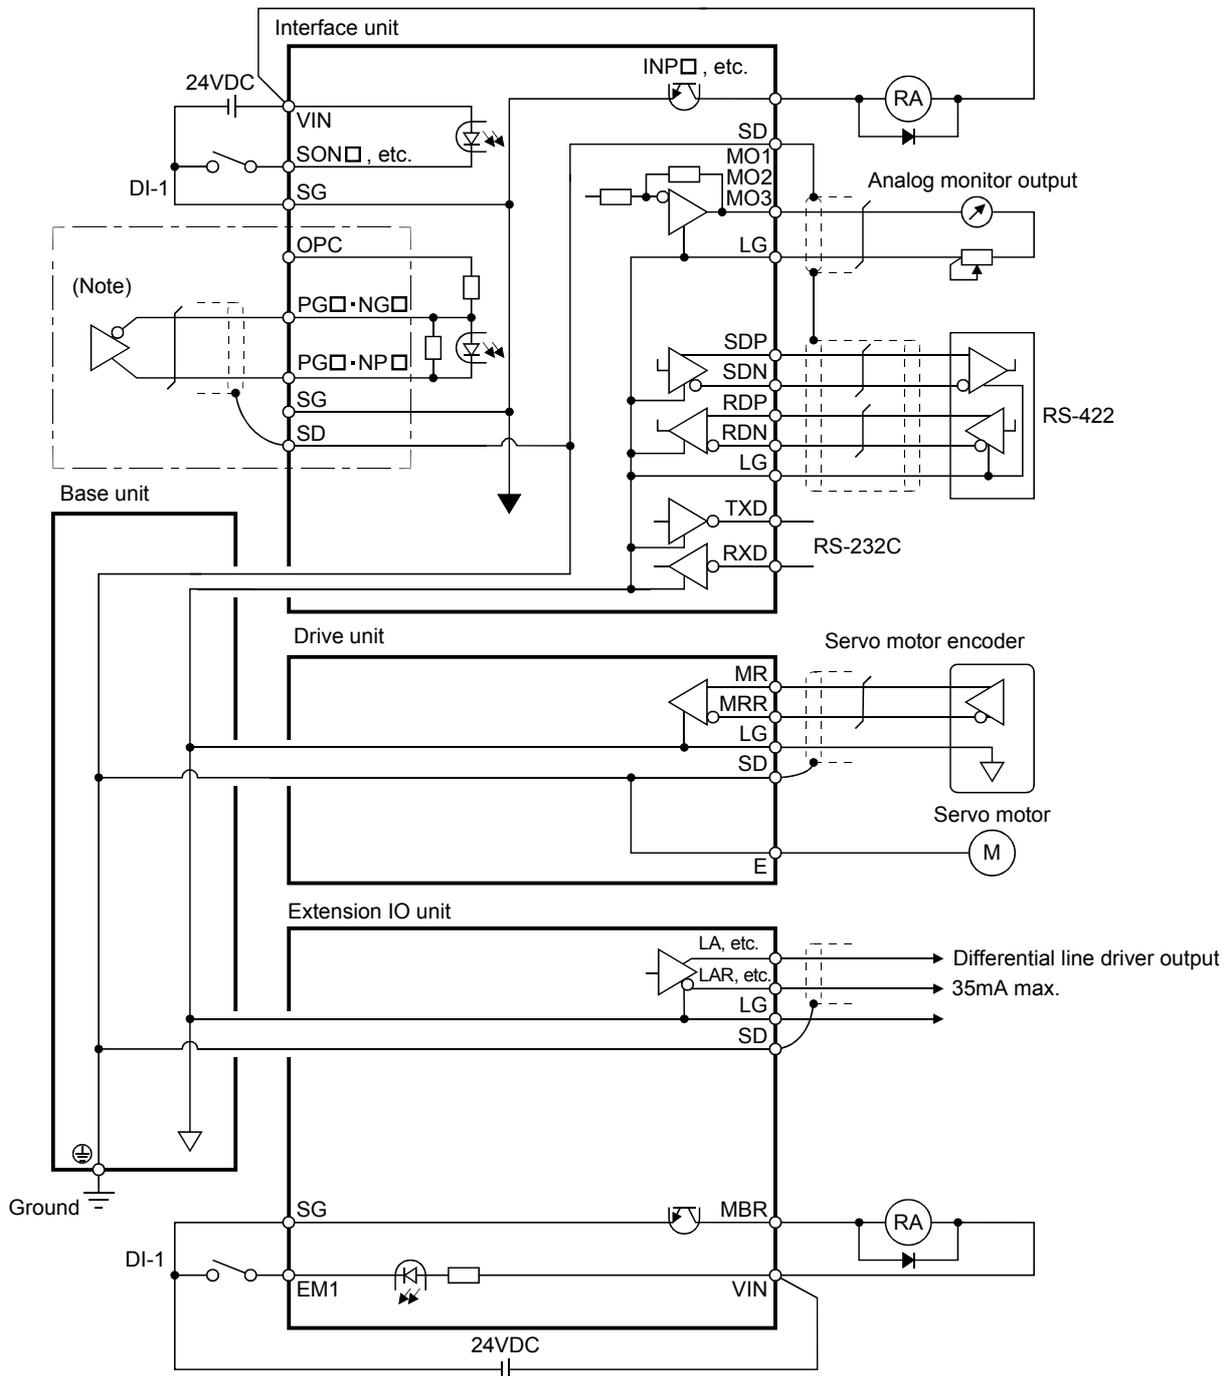 Interface unit
24VDC
VIN
SON□ , etc.
DI-1
SG
INP□ , etc.
RA
SD
MO1
MO2
MO3
LG
Analog monitor output
(Note)
OPC
PG□・NG□
PG□・NP□
SG
SD
SDP
SDN
RDP
RDN
LG
RS-422
TXD
RXD
RS-232C
Base unit
Drive unit
Servo motor encoder
MR
MRR
LG
SD
Servo motor
M
E
Extension IO unit
LA, etc.
LAR, etc.
LG
SD
Differential line driver output
35mA max.
Ground
SG
MBR
RA
DI-1
EM1
VIN
24VDC